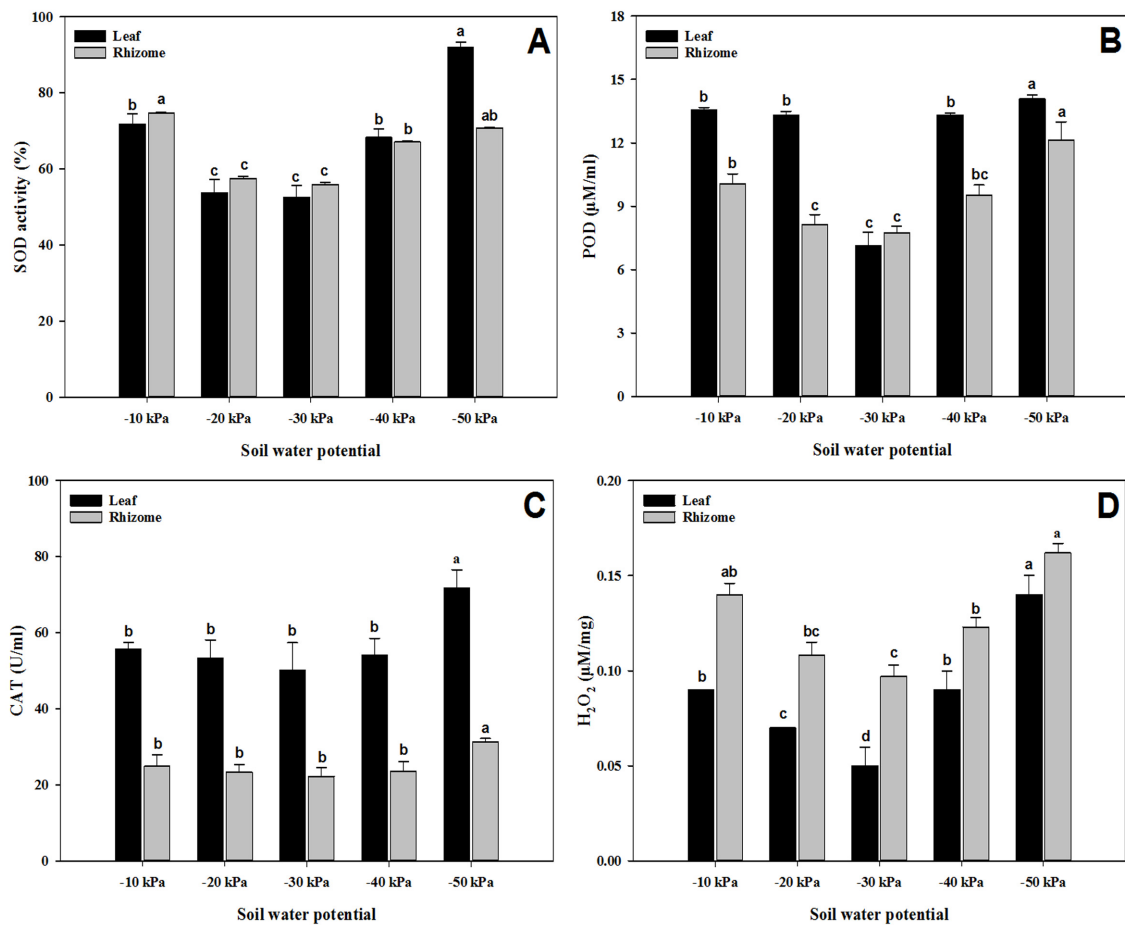 A
Leaf
Rhizome
SOD activity (%)
100
80
60
40
20
0
b a
c c
c c
b b
a ab
-10 kPa -20 kPa -30 kPa -40 kPa -50 kPa
Soil water potential
B
Leaf
Rhizome
POD (µM/ml)
18
15
12
9
6
3
0
b b
b c
c c
b bc
a a
-10 kPa -20 kPa -30 kPa -40 kPa -50 kPa
Soil water potential
C
Leaf
Rhizome
CAT (U/ml)
100
80
60
40
20
0
b b
b b
b b
b b
a a
-10 kPa -20 kPa -30 kPa -40 kPa -50 kPa
Soil water potential
D
Leaf
Rhizome
H₂O₂ (µM/mg)
0.20
0.15
0.10
0.05
0.00
b ab
c bc
d c
b b
a a
-10 kPa -20 kPa -30 kPa -40 kPa -50 kPa
Soil water potential